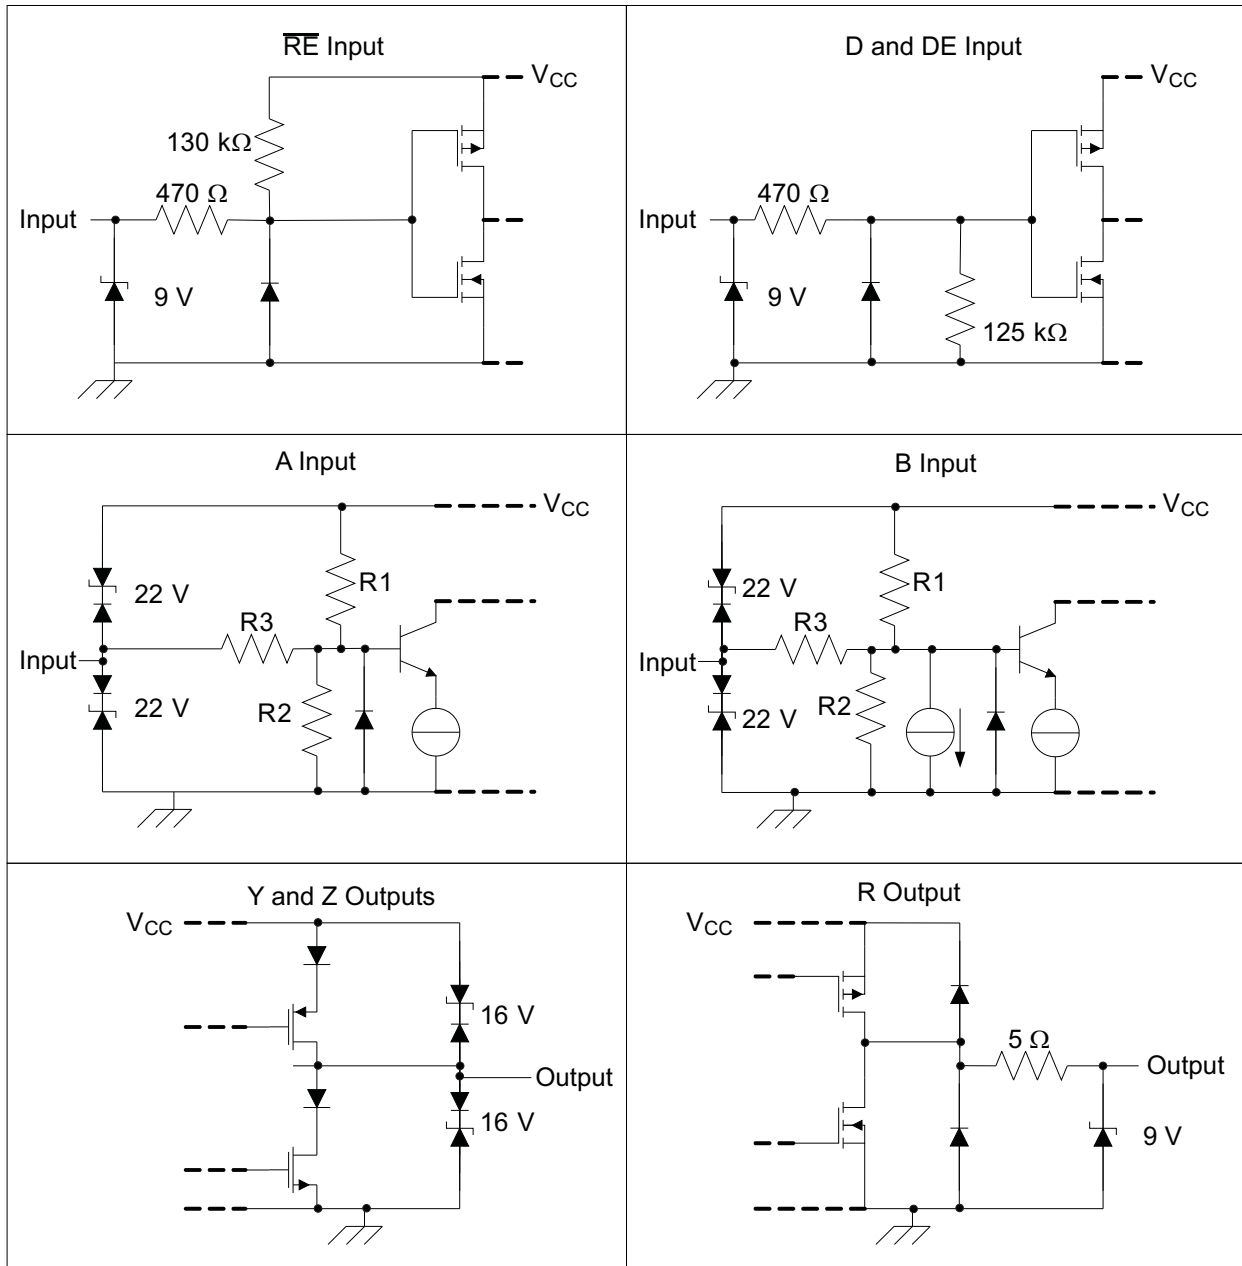 R̅E̅ Input
V_CC
130 kΩ
470 Ω
Input
9 V
D and DE Input
V_CC
470 Ω
Input
9 V
125 kΩ
A Input
V_CC
22 V
R1
R3
Input
R2
22 V
B Input
V_CC
22 V
R1
R3
Input
R2
22 V
Y and Z Outputs
V_CC
16 V
Output
16 V
R Output
V_CC
5 Ω
Output
9 V